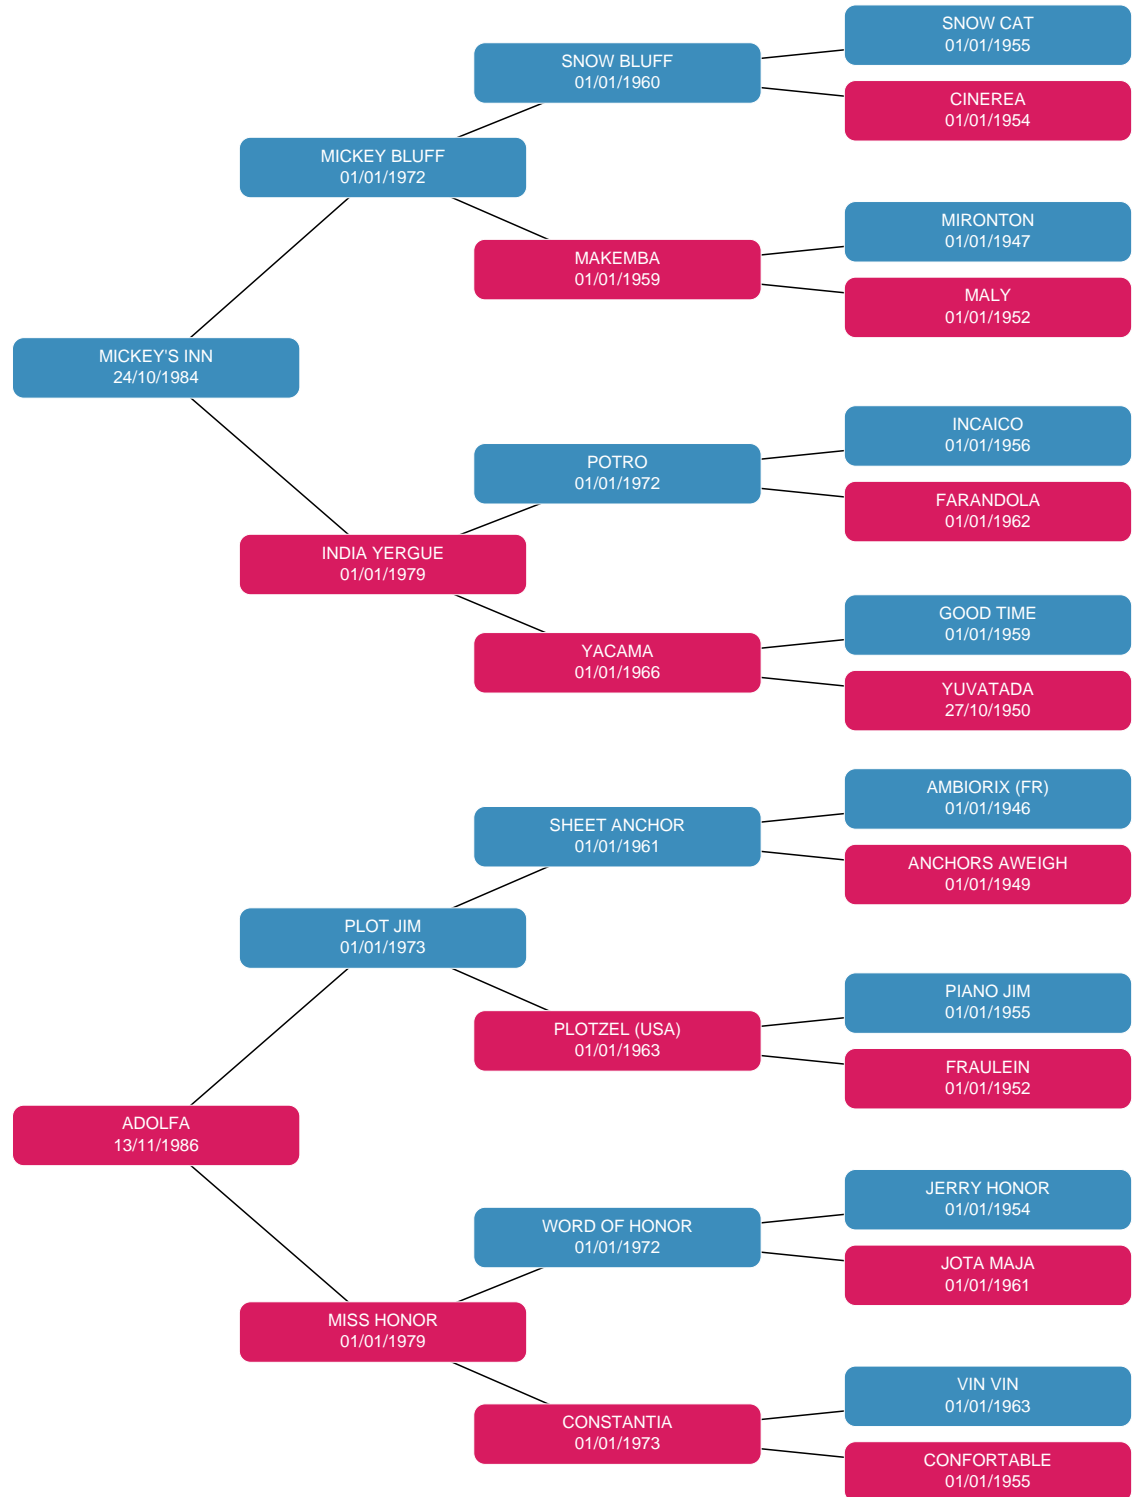 SNOW CAT
01/01/1955
SNOW BLUFF
01/01/1960
CINEREA
01/01/1954
MICKEY BLUFF
01/01/1972
MIRONTON
01/01/1947
MAKEMBA
01/01/1959
MALY
01/01/1952
MICKEY'S INN
24/10/1984
INCAICO
01/01/1956
POTRO
01/01/1972
FARANDOLA
01/01/1962
INDIA YERGUE
01/01/1979
GOOD TIME
01/01/1959
YACAMA
01/01/1966
YUVATADA
27/10/1950
AMBIORIX (FR)
01/01/1946
SHEET ANCHOR
01/01/1961
ANCHORS AWEIGH
01/01/1949
PLOT JIM
01/01/1973
PIANO JIM
01/01/1955
PLOTZEL (USA)
01/01/1963
FRAULEIN
01/01/1952
ADOLFA
13/11/1986
JERRY HONOR
01/01/1954
WORD OF HONOR
01/01/1972
JOTA MAJA
01/01/1961
MISS HONOR
01/01/1979
VIN VIN
01/01/1963
CONSTANTIA
01/01/1973
CONFORTABLE
01/01/1955